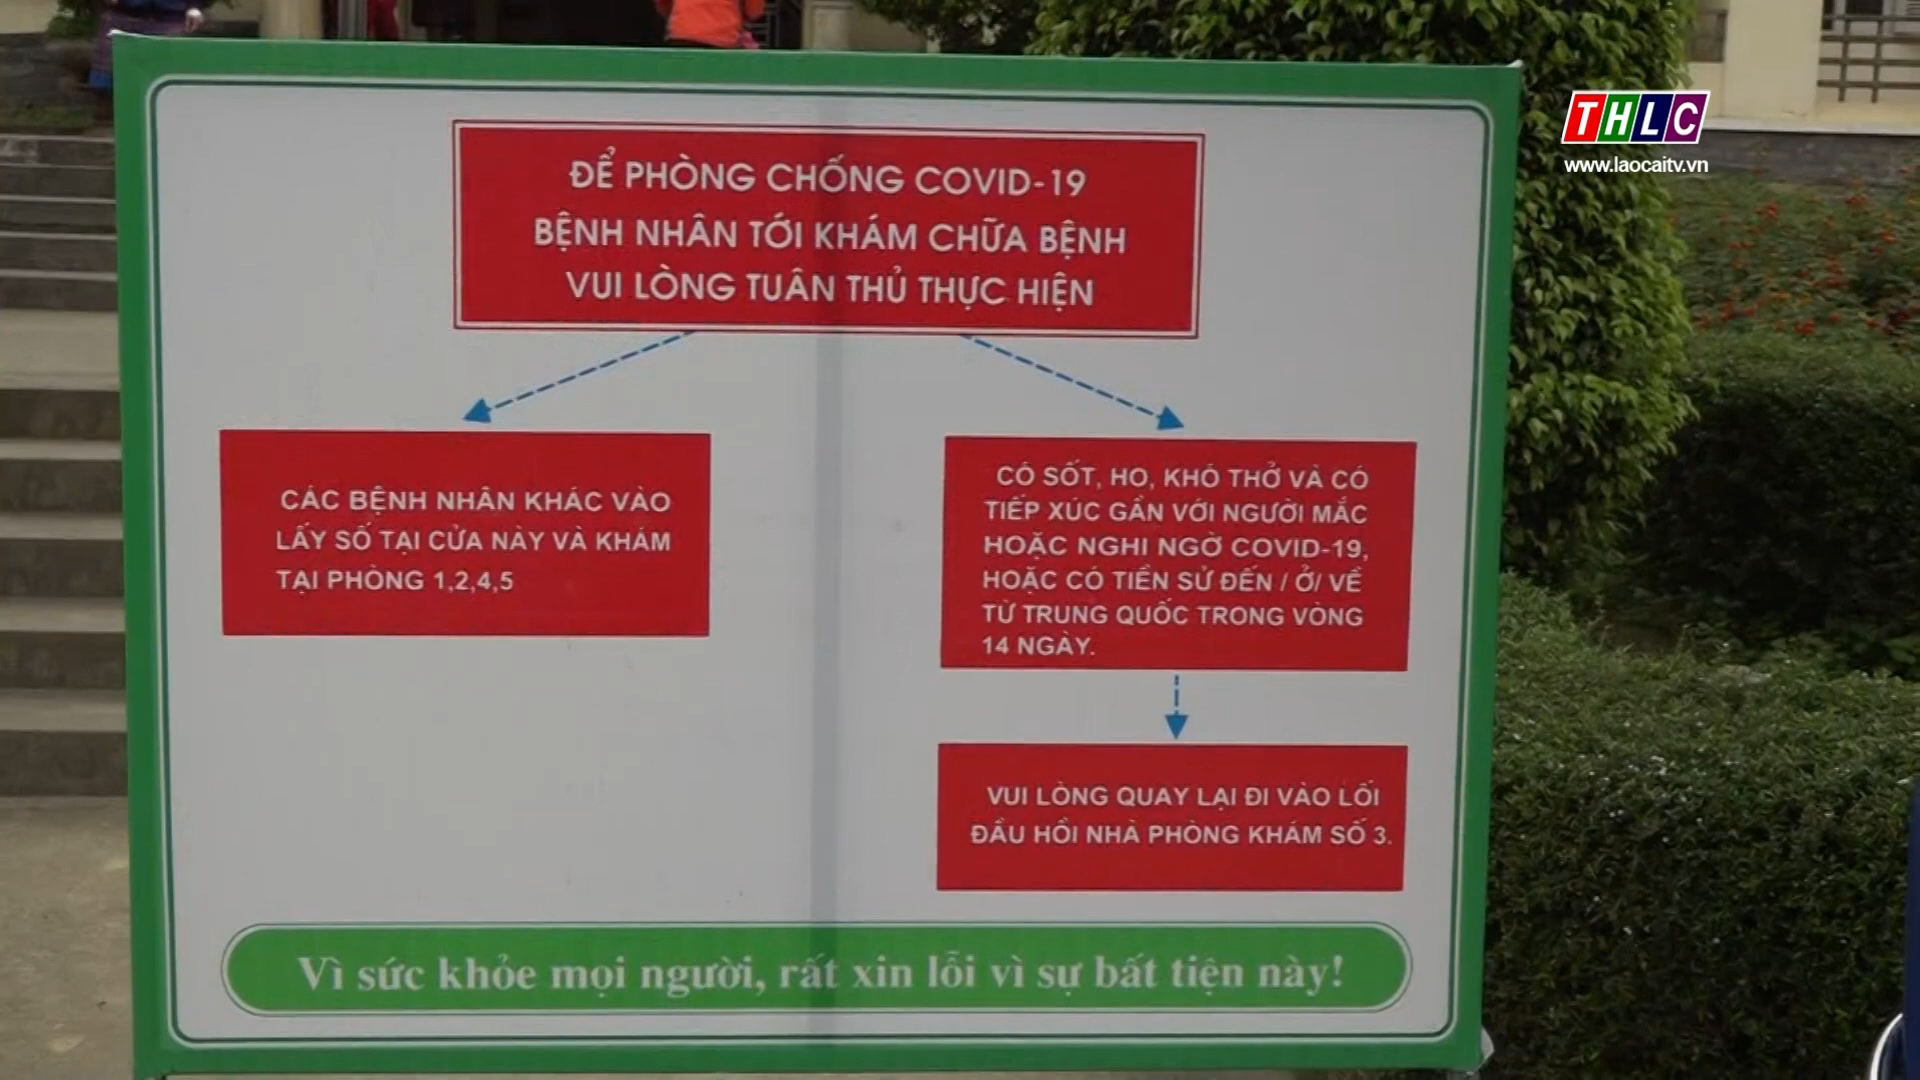 THLC
www.laocaitv.vn
ĐỂ PHÒNG CHỐNG COVID-19
BỆNH NHÂN TỚI KHÁM CHỮA BỆNH
VUI LÒNG TUÂN THỦ THỰC HIỆN
CÁC BỆNH NHÂN KHÁC VÀO
LẤY SỐ TẠI CỬA NÀY VÀ KHÁM
TẠI PHÒNG 1,2,4,5
CÓ SỐT, HO, KHÓ THỞ VÀ CÓ
TIẾP XÚC GẦN VỚI NGƯỜI MẮC
HOẶC NGHI NGỜ COVID-19,
HOẶC CÓ TIỀN SỬ ĐẾN / Ở/ VỀ
TỪ TRUNG QUỐC TRONG VÒNG
14 NGÀY.
VUI LÒNG QUAY LẠI ĐI VÀO LỐI
ĐẦU HỒI NHÀ PHÒNG KHÁM SỐ 3.
Vì sức khỏe mọi người, rất xin lỗi vì sự bất tiện này!